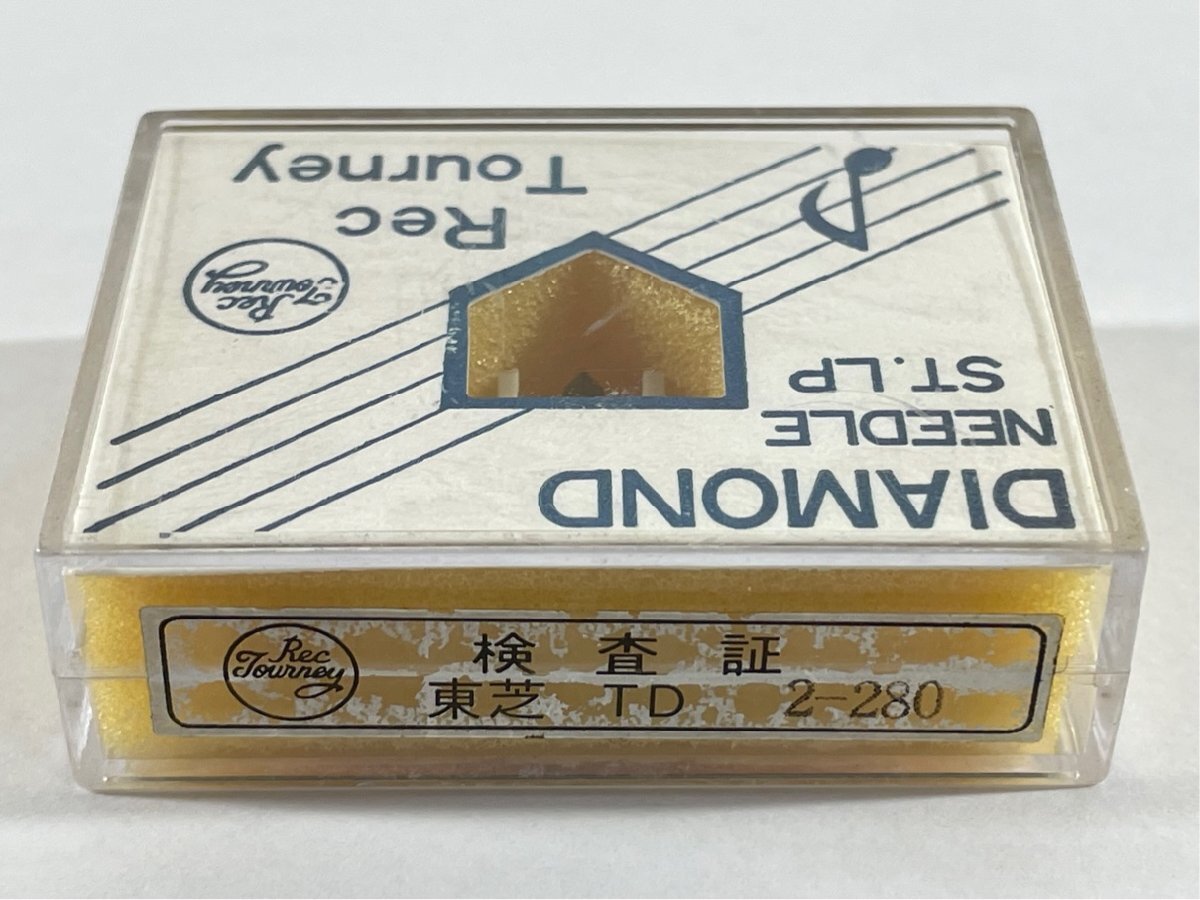 DIAMOND
NEEDLE
ST.LP
Rec
Tourney
Rec
Tourney
Rec
Tourney
検査証
東芝 TD 2-280